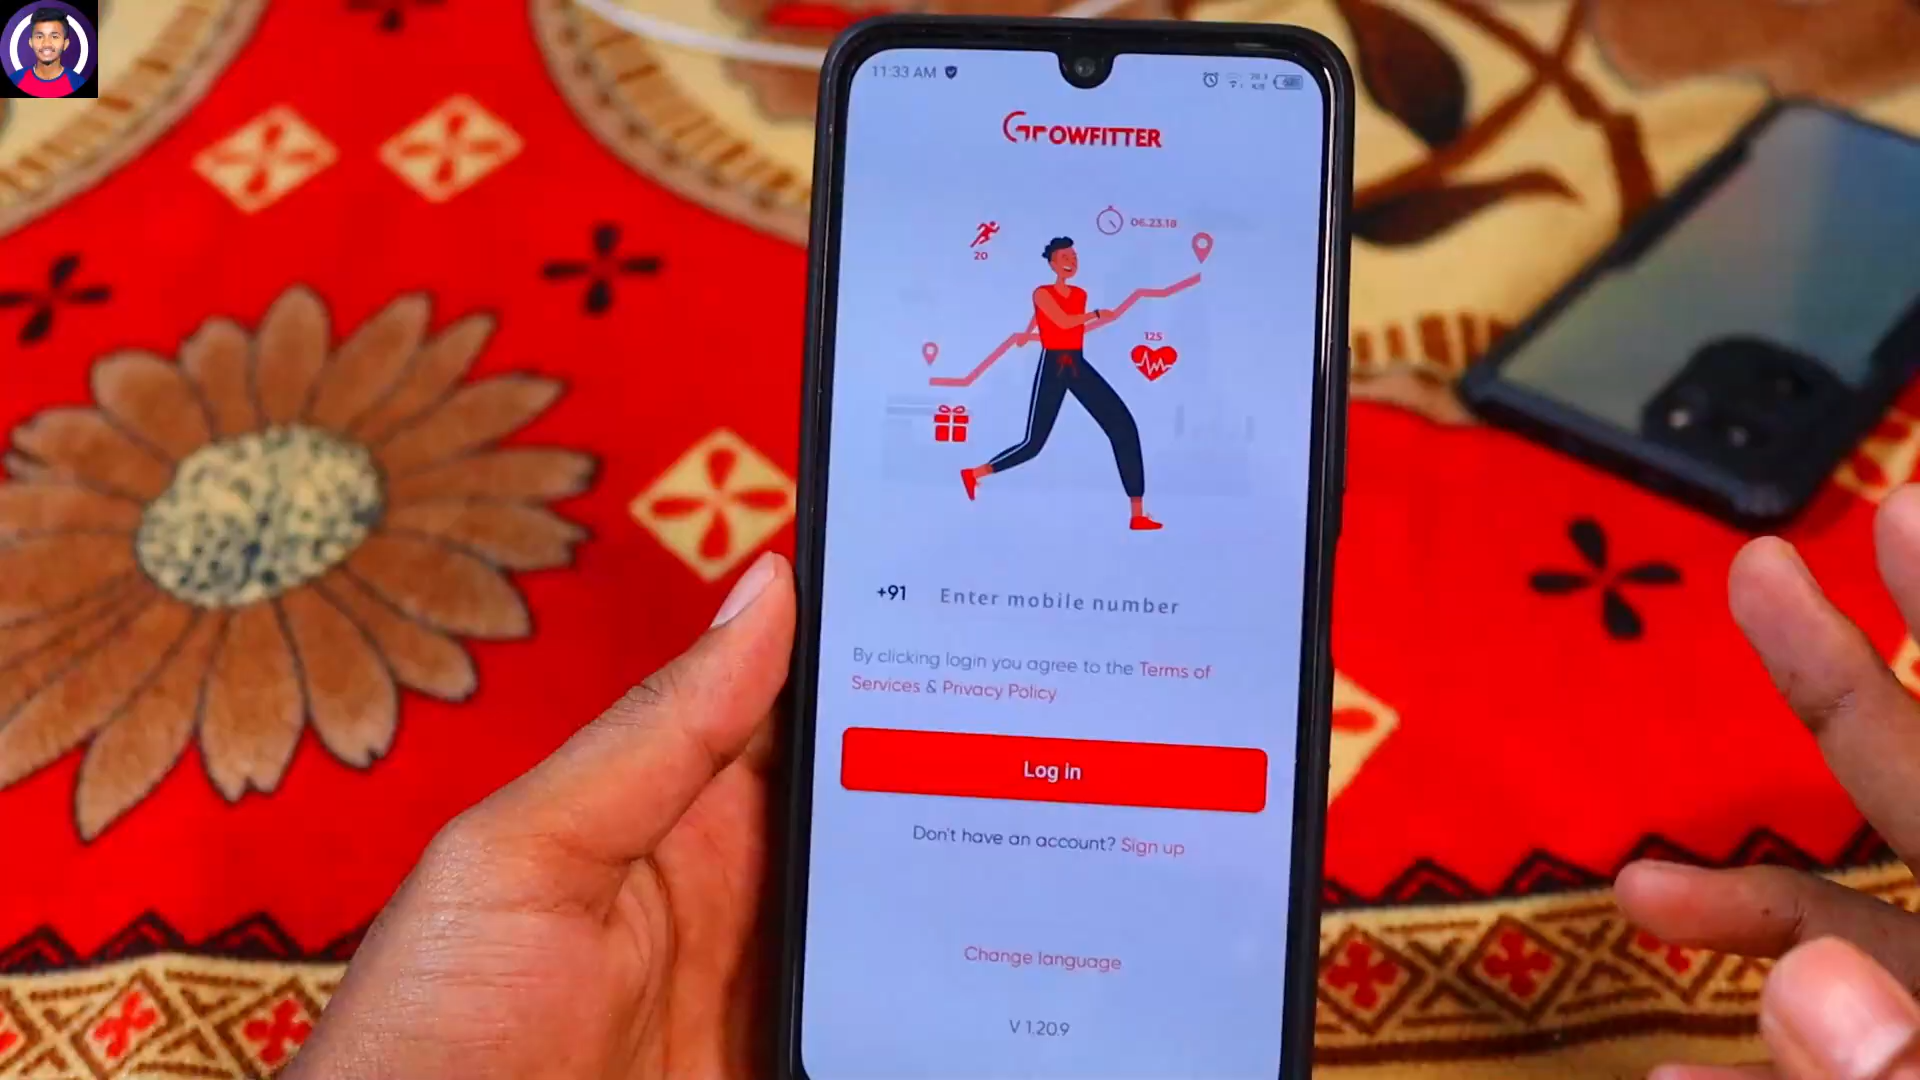 11:33 AM
GrOWFITTER
06.23.18
20
125
+91 Enter mobile number
By clicking login you agree to the Terms of
Services & Privacy Policy
Log in
Don't have an account? Sign up
Change language
V 1.20.9